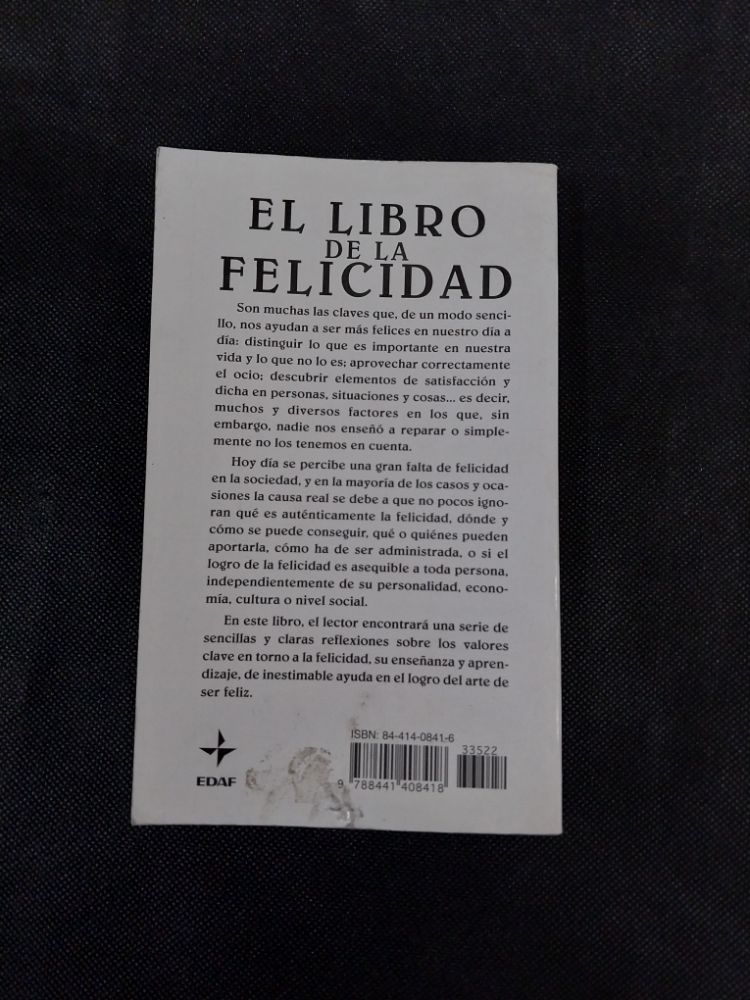 EL LIBRO
DE LA
FELICIDAD
Son muchas las claves que, de un modo senci-
llo, nos ayudan a ser más felices en nuestro día a
día: distinguir lo que es importante en nuestra
vida y lo que no lo es; aprovechar correctamente
el ocio; descubrir elementos de satisfacción y
dicha en personas, situaciones y cosas... es decir,
muchos y diversos factores en los que, sin
embargo, nadie nos enseñó a reparar o simple-
mente no los tenemos en cuenta.
Hoy día se percibe una gran falta de felicidad
en la sociedad, y en la mayoría de los casos y oca-
siones la causa real se debe a que no pocos igno-
ran qué es auténticamente la felicidad, dónde y
cómo se puede conseguir, qué o quiénes pueden
aportarla, cómo ha de ser administrada, o si el
logro de la felicidad es asequible a toda persona,
independientemente de su personalidad, econo-
mía, cultura o nivel social.
En este libro, el lector encontrará una serie de
sencillas y claras reflexiones sobre los valores
clave en torno a la felicidad, su enseñanza y apren-
dizaje, de inestimable ayuda en el logro del arte de
ser feliz.
ISBN: 84-414-0841-6
33522
EDAF
9 788441 408418